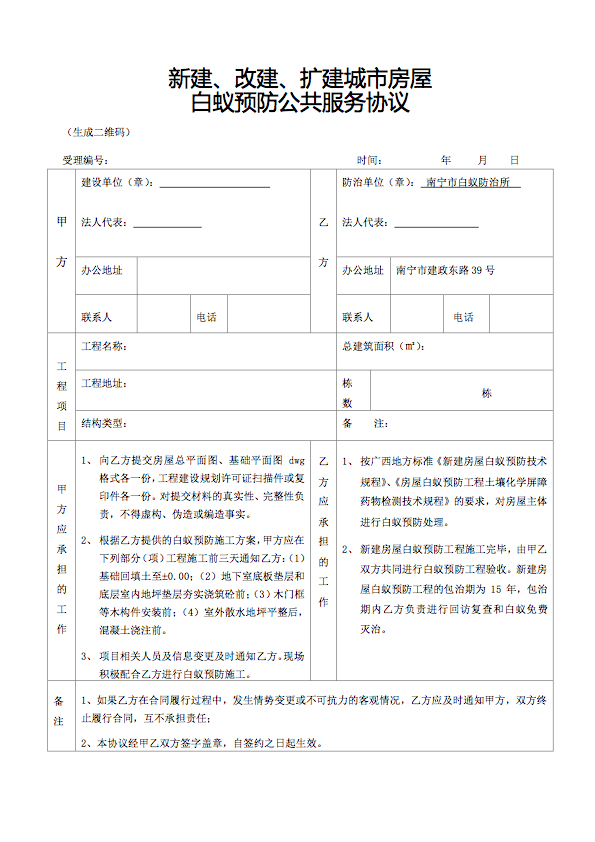 新建、改建、扩建城市房屋
白蚁预防公共服务协议
（生成二维码）
受理编号： 时间： 年 月 日
甲方
建设单位（章）：
法人代表：
办公地址
联系人 电话
乙方
防治单位（章）： 南宁市白蚁防治所
法人代表：
办公地址 南宁市建政东路 39 号
联系人 电话
工程项目
工程名称： 总建筑面积（㎡）：
工程地址： 栋数 栋
结构类型： 备 注：
甲方应承担的工作
1、 向乙方提交房屋总平面图、基础平面图 dwg
格式各一份，工程建设规划许可证扫描件或复
印件各一份。对提交材料的真实性、完整性负
责，不得虚构、伪造或编造事实。
2、 根据乙方提供的白蚁预防施工方案，甲方应在
下列部分（项）工程施工前三天通知乙方：（1）
基础回填土至±0.00；（2）地下室底板垫层和
底层室内地坪垫层夯实浇筑砼前；（3）木门框
等木构件安装前；（4）室外散水地坪平整后，
混凝土浇注前。
3、 项目相关人员及信息变更及时通知乙方。现场
积极配合乙方进行白蚁预防施工。
乙方应承担的工作
1、 按广西地方标准《新建房屋白蚁预防技术
规程》、《房屋白蚁预防工程土壤化学屏障
药物检测技术规程》的要求，对房屋主体
进行白蚁预防处理。
2、 新建房屋白蚁预防工程施工完毕，由甲乙
双方共同进行白蚁预防工程验收。新建房
屋白蚁预防工程的包治期为 15 年，包治
期内乙方负责进行回访复查和白蚁免费
灭治。
备注
1、如果乙方在合同履行过程中，发生情势变更或不可抗力的客观情况，乙方应及时通知甲方，双方终
止履行合同，互不承担责任；
2、本协议经甲乙双方签字盖章，自签约之日起生效。